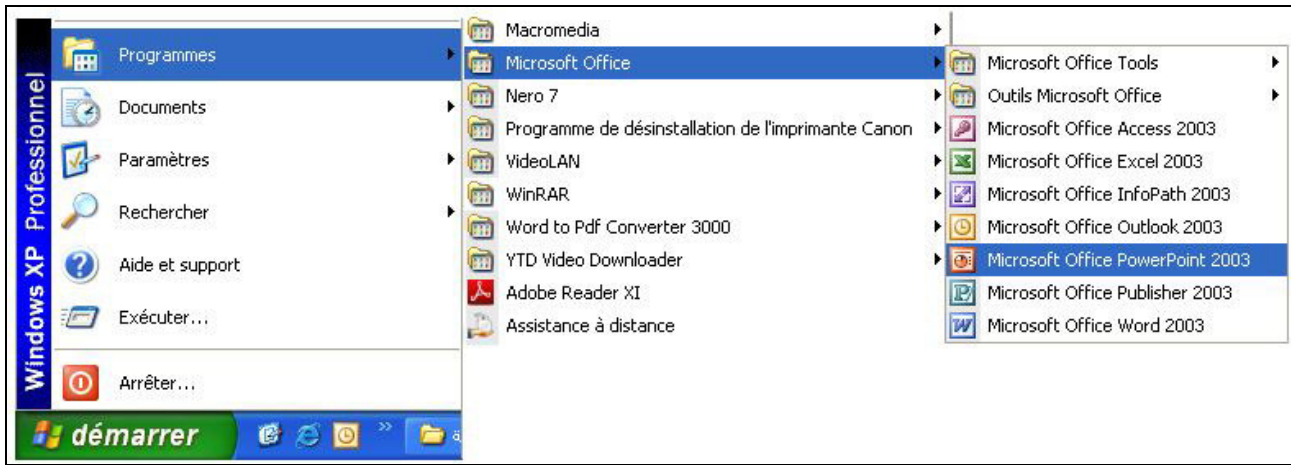 Windows XP Professionnel
Programmes
Documents
Paramètres
Rechercher
Aide et support
Exécuter...
Arrêter...
démarrer
Macromedia
Microsoft Office
Nero 7
Programme de désinstallation de l'imprimante Canon
VideoLAN
WinRAR
Word to Pdf Converter 3000
YTD Video Downloader
Adobe Reader XI
Assistance à distance
Microsoft Office Tools
Outils Microsoft Office
Microsoft Office Access 2003
Microsoft Office Excel 2003
Microsoft Office InfoPath 2003
Microsoft Office Outlook 2003
Microsoft Office PowerPoint 2003
Microsoft Office Publisher 2003
Microsoft Office Word 2003